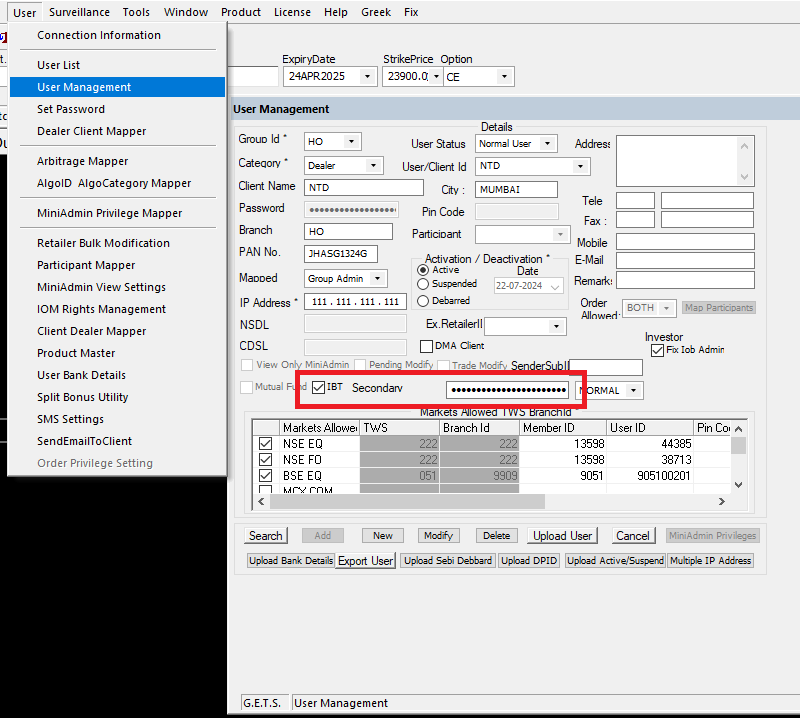 User Surveillance Tools Window Product License Help Greek Fix
Connection Information
User List
User Management
Set Password
Dealer Client Mapper
Arbitrage Mapper
AlgoID AlgoCategory Mapper
MiniAdmin Privilege Mapper
Retailer Bulk Modification
Participant Mapper
MiniAdmin View Settings
IOM Rights Management
Client Dealer Mapper
Product Master
User Bank Details
Split Bonus Utility
SMS Settings
SendEmailToClient
Order Privilege Setting
ExpiryDate StrikePrice Option
24APR2025 23900.0 CE
User Management
Details
Group Id * HO User Status Normal User Address
Category * Dealer User/Client Id NTD
Client Name NTD City : MUMBAI
Password •••••••••••••••• Pin Code
Tele
Branch HO Participant
Fax :
PAN No. JHASG1324G Activation / Deactivation *
Mobile
Active Date
E-Mail
Mapped Group Admin Suspended 22-07-2024
Remarks
IP Address * 111 . 111 . 111 . 111 Debarred
Order Allowed: BOTH Map Participants
NSDL Ex.RetailerII
CDSL DMA Client
Investor
Fix Iob Admin
View Only MiniAdmin Pending Modify Trade Modify SenderSubI
Mutual Fund IBT Secondary ••••••••••••••••••••••• NORMAL
Markets Allowed TWS BranchId
Markets Allowe TWS Branch Id Member ID User ID Pin Co
NSE EQ 222 222 13598 44385
NSE FO 222 222 13598 38713
BSE EQ 051 9909 9051 905100201
MCX COM
Search Add New Modify Delete Upload User Cancel MiniAdmin Privileges
Upload Bank Details Export User Upload Sebi Debbard Upload DPID Upload Active/Suspend Multiple IP Address
G.E.T.S. User Management